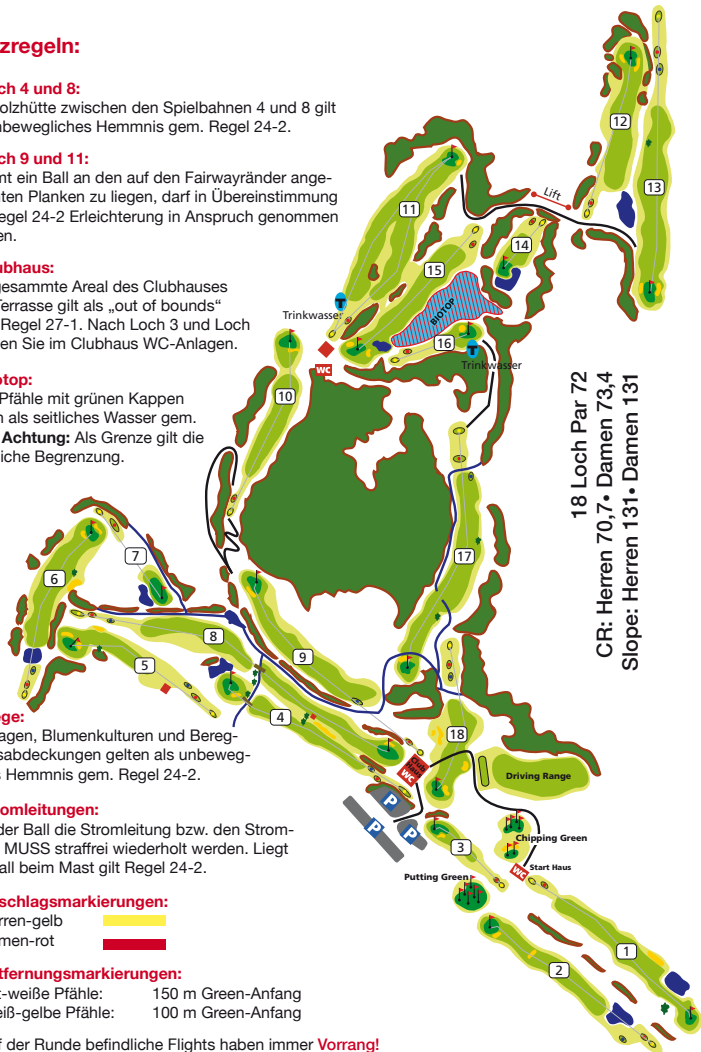 zregeln:
ch 4 und 8:
olzhütte zwischen den Spielbahnen 4 und 8 gilt
nbewegliches Hemmnis gem. Regel 24-2.
ch 9 und 11:
mt ein Ball an den auf den Fairwayränder ange-
ten Planken zu liegen, darf in Übereinstimmung
egel 24-2 Erleichterung in Anspruch genommen
en.
ubhaus:
gesammte Areal des Clubhauses
Terrasse gilt als „out of bounds“
Regel 27-1. Nach Loch 3 und Loch
en Sie im Clubhaus WC-Anlagen.
otop:
Pfähle mit grünen Kappen
n als seitliches Wasser gem.
Achtung: Als Grenze gilt die
liche Begrenzung.
ege:
agen, Blumenkulturen und Bereg-
sabdeckungen gelten als unbeweg-
s Hemmnis gem. Regel 24-2.
omleitungen:
der Ball die Stromleitung bzw. den Strom-
MUSS straffrei wiederholt werden. Liegt
all beim Mast gilt Regel 24-2.
schlagsmarkierungen:
rren-gelb
men-rot
tfernungsmarkierungen:
t-weiße Pfähle: 150 m Green-Anfang
eiß-gelbe Pfähle: 100 m Green-Anfang
f der Runde befindliche Flights haben immer Vorrang!
12
13
Lift
11
14
15
T
Trinkwasser
BIOTOP
16
T
Trinkwasser
WC
10
18 Loch Par 72
CR: Herren 70,7• Damen 73,4
Slope: Herren 131• Damen 131
17
7
6
8
9
5
4
18
Club
Haus
WC
Driving Range
P
P
P
3
Chipping Green
Start Haus
WC
Putting Green
1
2